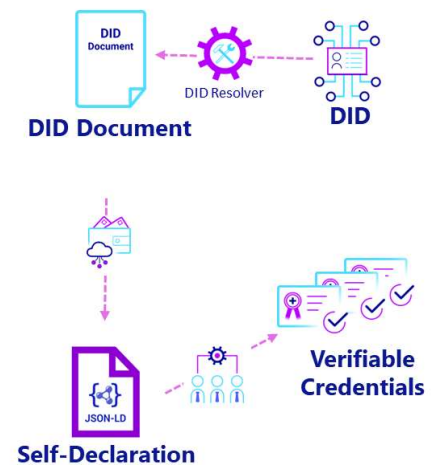 DID
Document
DID Resolver
DID Document
DID
JSON-LD
Self-Declaration
Verifiable
Credentials